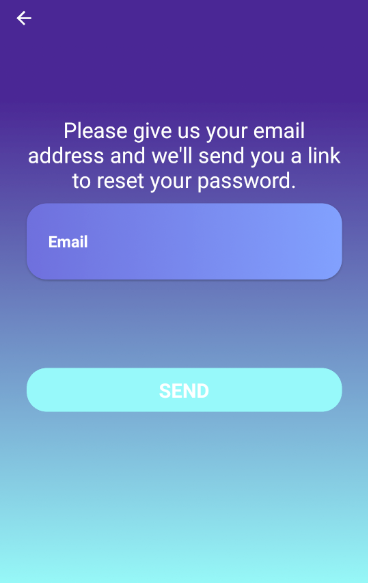 Please give us your email
address and we'll send you a link
to reset your password.
Email
SEND